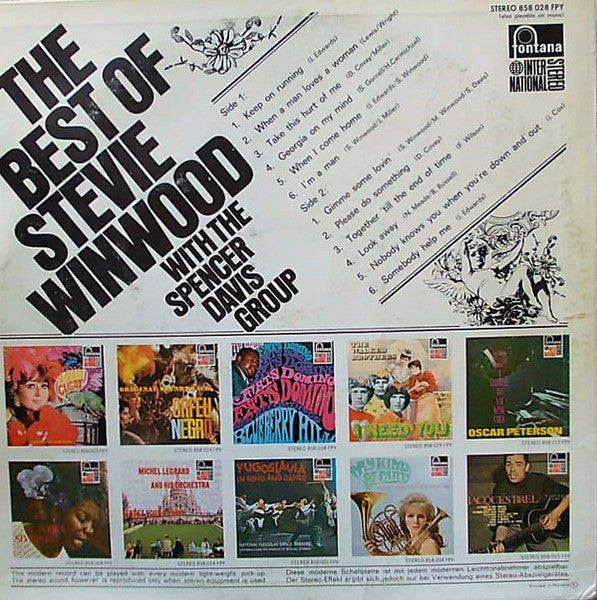 STEREO 858 028 FPY
(also playable on mono)
fontana
INTER
NATIONAL
STEREO
THE
BEST OF
STEVIE
WINWOOD
WITH THE
SPENCER
DAVIS
GROUP
Side 1:
1. Keep on running (J. Edwards)
2. When a man loves a woman (Lewis/Wright)
3. Take this hurt of me (D. Covay/Miller)
4. Georgia on my mind (S. Gorrell/H. Carmichael)
5. When I come home (J. Edwards/S. Winwood)
6. I'm a man (S. Winwood/J. Miller)
Side 2:
1. Gimme some lovin' (S. Winwood/M. Winwood/S. Davis)
2. Please do something (D. Covay)
3. Together 'till the end of time (F. Wilson)
4. Look away (N. Meade/B. Russell)
5. Nobody knows you when you're down and out (J. Cox)
6. Somebody help me (J. Edwards)
fontana
fontana
ORFEU
NEGRO
FATS DOMINO
BLUEBERRY HILL
THE
WALKER
BROTHERS
I NEED YOU
OSCAR PETERSON
MICHEL LEGRAND
AND HIS ORCHESTRA
YUGOSLAVIA
IN SONG AND DANCE
MY KIND
OF PARTY
JACQUES BREL
This modern record can be played with every modern light-weight pick-up.
The stereo sound however is reproduced only when stereo equipment is used.
Diese moderne Schallplatte ist mit jedem modernen Leichttonabnehmer abspielbar.
Der Stereo-Effekt ergibt sich jedoch nur bei Verwendung eines Stereo-Abspielgerätes.